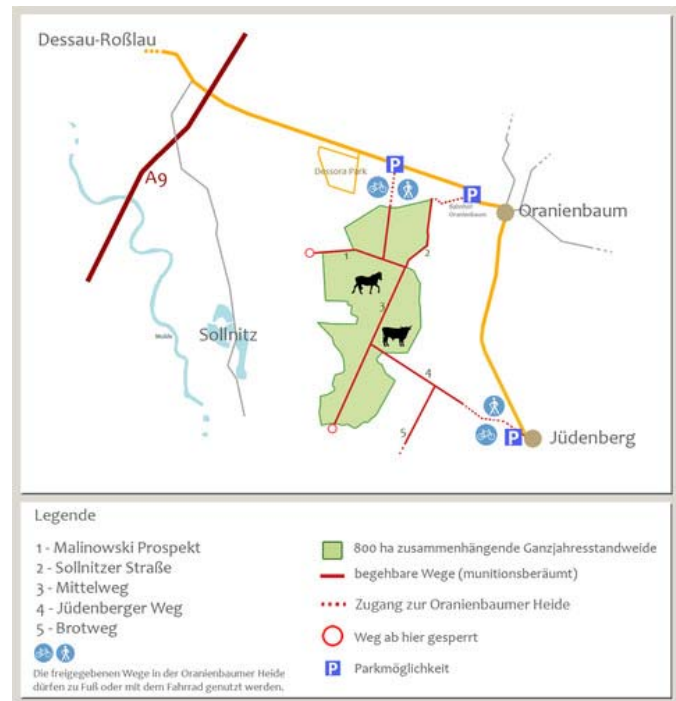 Dessau-Roßlau
A9
Dessora Park
P
P
Bahnhof
Oranienbaum
Oranienbaum
1
2
3
Sollnitz
Mulde
4
5
P
Jüdenberg
Legende
1 - Malinowski Prospekt
2 - Sollnitzer Straße
3 - Mittelweg
4 - Jüdenberger Weg
5 - Brotweg
Die freigegebenen Wege in der Oranienbaumer Heide
dürfen zu Fuß oder mit dem Fahrrad genutzt werden.
800 ha zusammenhängende Ganzjahresstandweide
begehbare Wege (munitionsberäumt)
Zugang zur Oranienbaumer Heide
Weg ab hier gesperrt
P Parkmöglichkeit